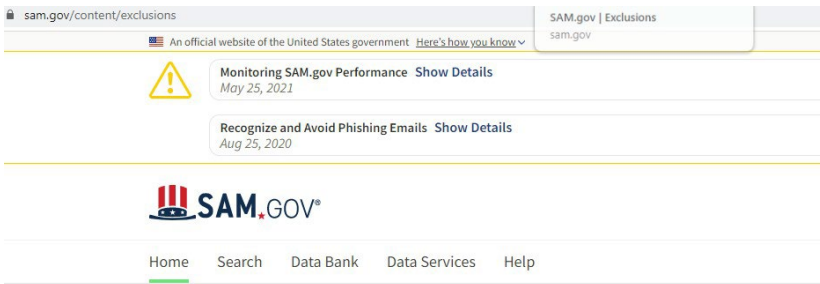 sam.gov/content/exclusions
SAM.gov | Exclusions
sam.gov
An official website of the United States government Here's how you know
Monitoring SAM.gov Performance Show Details
May 25, 2021
Recognize and Avoid Phishing Emails Show Details
Aug 25, 2020
SAM.GOV®
Home Search Data Bank Data Services Help